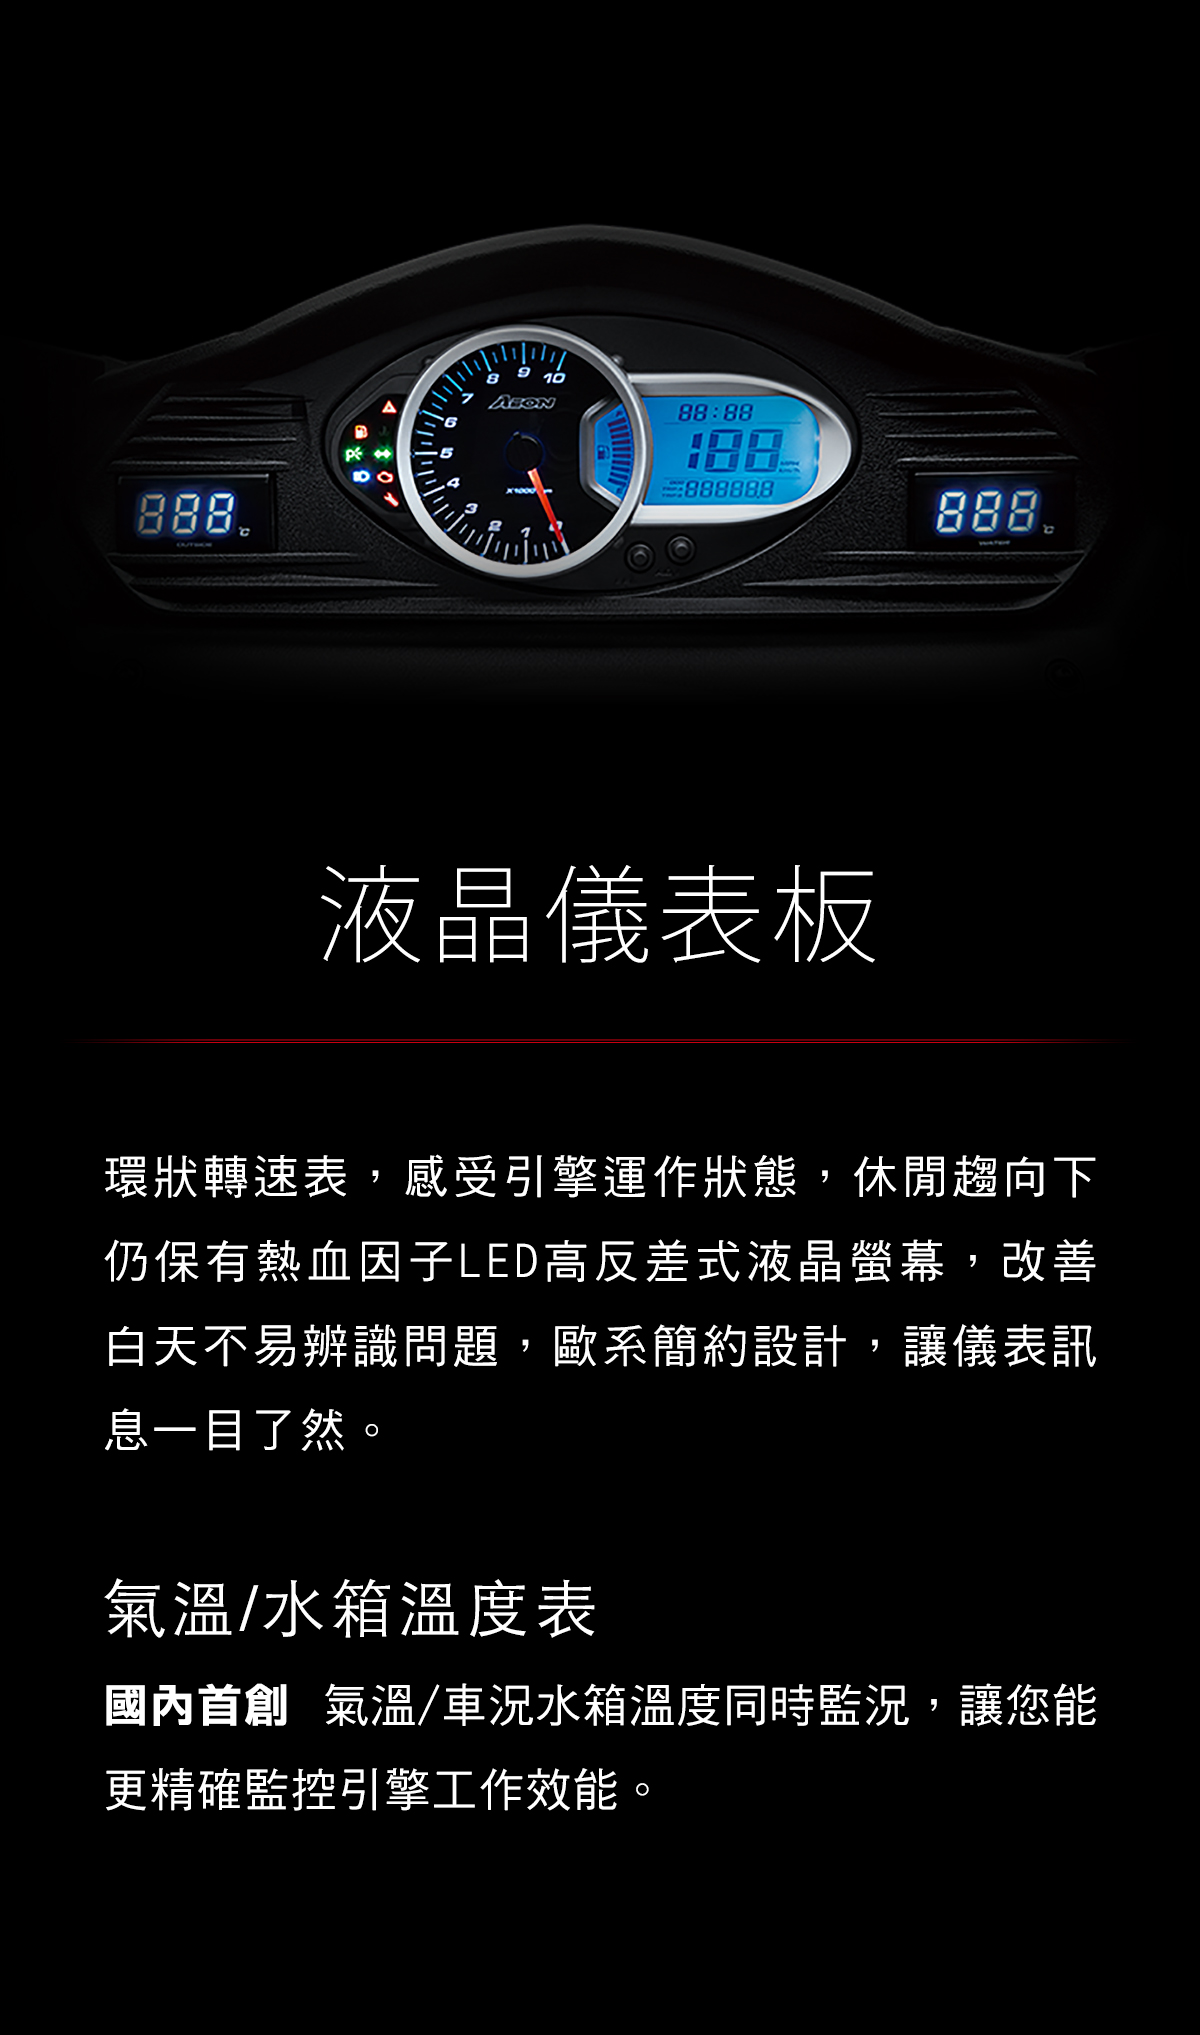 8 9 10
7
AEON
6
5
4
X1000
3
2
1
88:88
188
888888
888 °C
OUTSIDE
888 °C
WATER
液晶儀表板
環狀轉速表，感受引擎運作狀態，休閒趨向下
仍保有熱血因子LED高反差式液晶螢幕，改善
白天不易辨識問題，歐系簡約設計，讓儀表訊
息一目了然。
氣溫/水箱溫度表
國內首創 氣溫/車況水箱溫度同時監況，讓您能
更精確監控引擎工作效能。